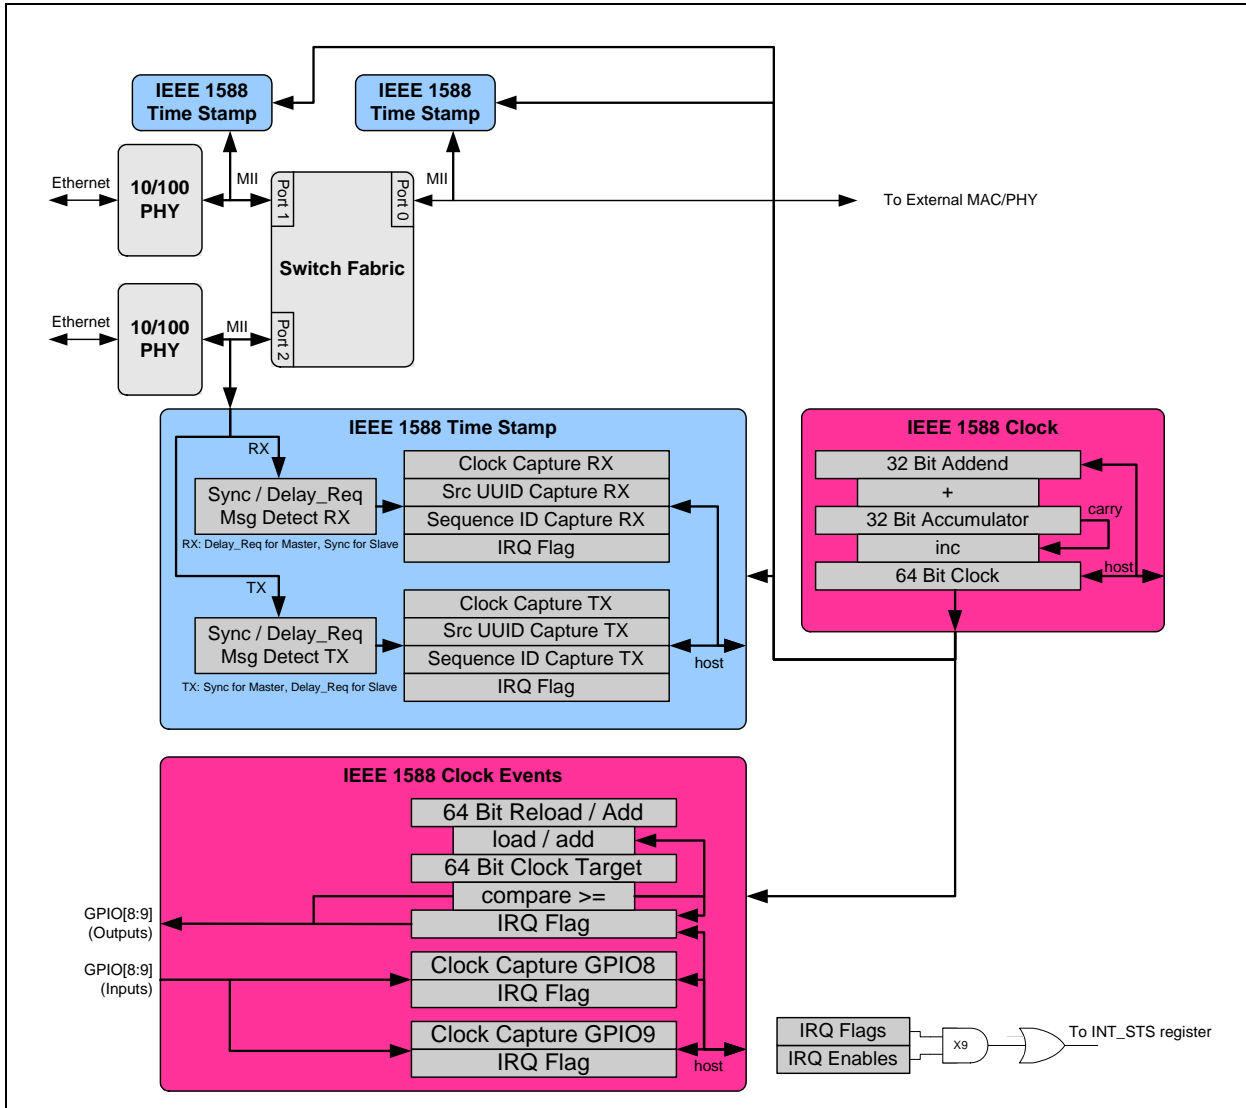 IEEE 1588
Time Stamp
IEEE 1588
Time Stamp
Ethernet
10/100
PHY
MII
Port 1
Port 0
MII
To External MAC/PHY
Switch Fabric
Ethernet
10/100
PHY
MII
Port 2
IEEE 1588 Time Stamp
RX
Sync / Delay_Req
Msg Detect RX
RX: Delay_Req for Master, Sync for Slave
Clock Capture RX
Src UUID Capture RX
Sequence ID Capture RX
IRQ Flag
TX
Sync / Delay_Req
Msg Detect TX
TX: Sync for Master, Delay_Req for Slave
Clock Capture TX
Src UUID Capture TX
Sequence ID Capture TX
IRQ Flag
host
IEEE 1588 Clock
32 Bit Addend
+
32 Bit Accumulator
carry
inc
64 Bit Clock
host
IEEE 1588 Clock Events
64 Bit Reload / Add
load / add
64 Bit Clock Target
compare >=
IRQ Flag
GPIO[8:9]
(Outputs)
GPIO[8:9]
(Inputs)
Clock Capture GPIO8
IRQ Flag
Clock Capture GPIO9
IRQ Flag
host
IRQ Flags
IRQ Enables
X9
To INT_STS register